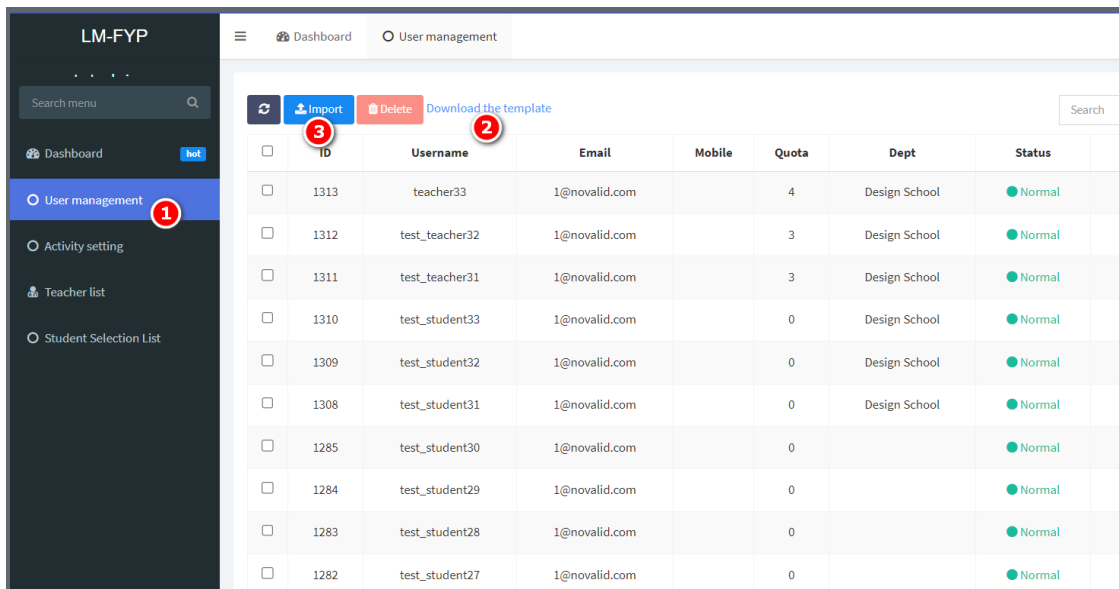 LM-FYP
Dashboard
User management
Search menu
Import
Delete
Download the template
Search
3
2
Dashboard
hot
ID
Username
Email
Mobile
Quota
Dept
Status
1313 teacher33 1@novalid.com 4 Design School Normal
User management
1
1312 test_teacher32 1@novalid.com 3 Design School Normal
Activity setting
1311 test_teacher31 1@novalid.com 3 Design School Normal
Teacher list
1310 test_student33 1@novalid.com 0 Design School Normal
Student Selection List
1309 test_student32 1@novalid.com 0 Design School Normal
1308 test_student31 1@novalid.com 0 Design School Normal
1285 test_student30 1@novalid.com 0 Normal
1284 test_student29 1@novalid.com 0 Normal
1283 test_student28 1@novalid.com 0 Normal
1282 test_student27 1@novalid.com 0 Normal